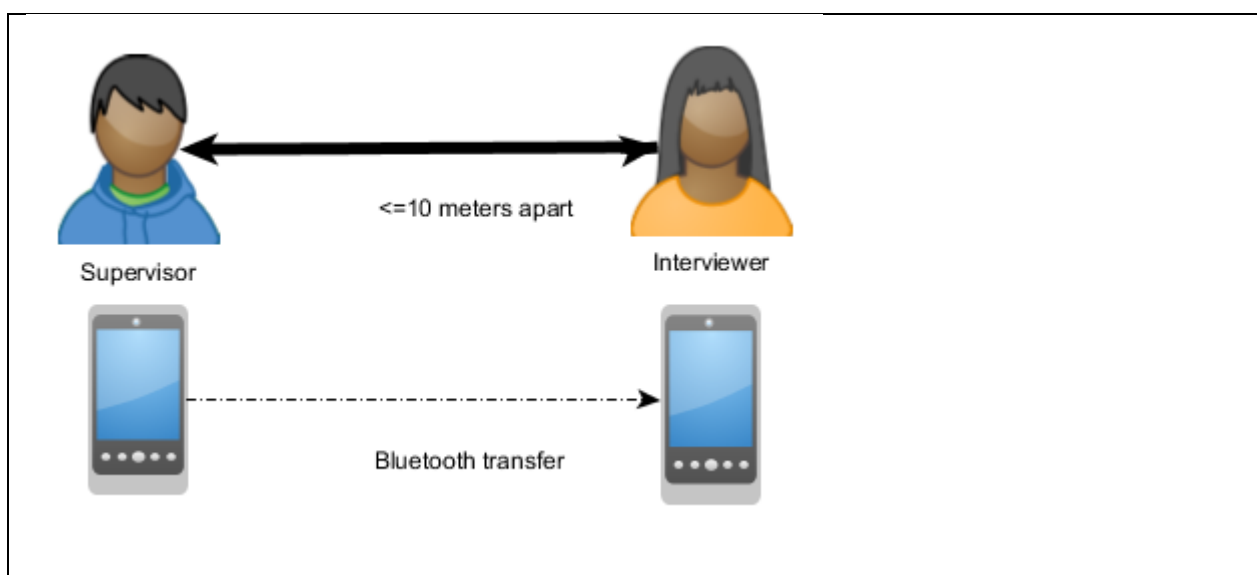 <=10 meters apart
Supervisor
Interviewer
Bluetooth transfer